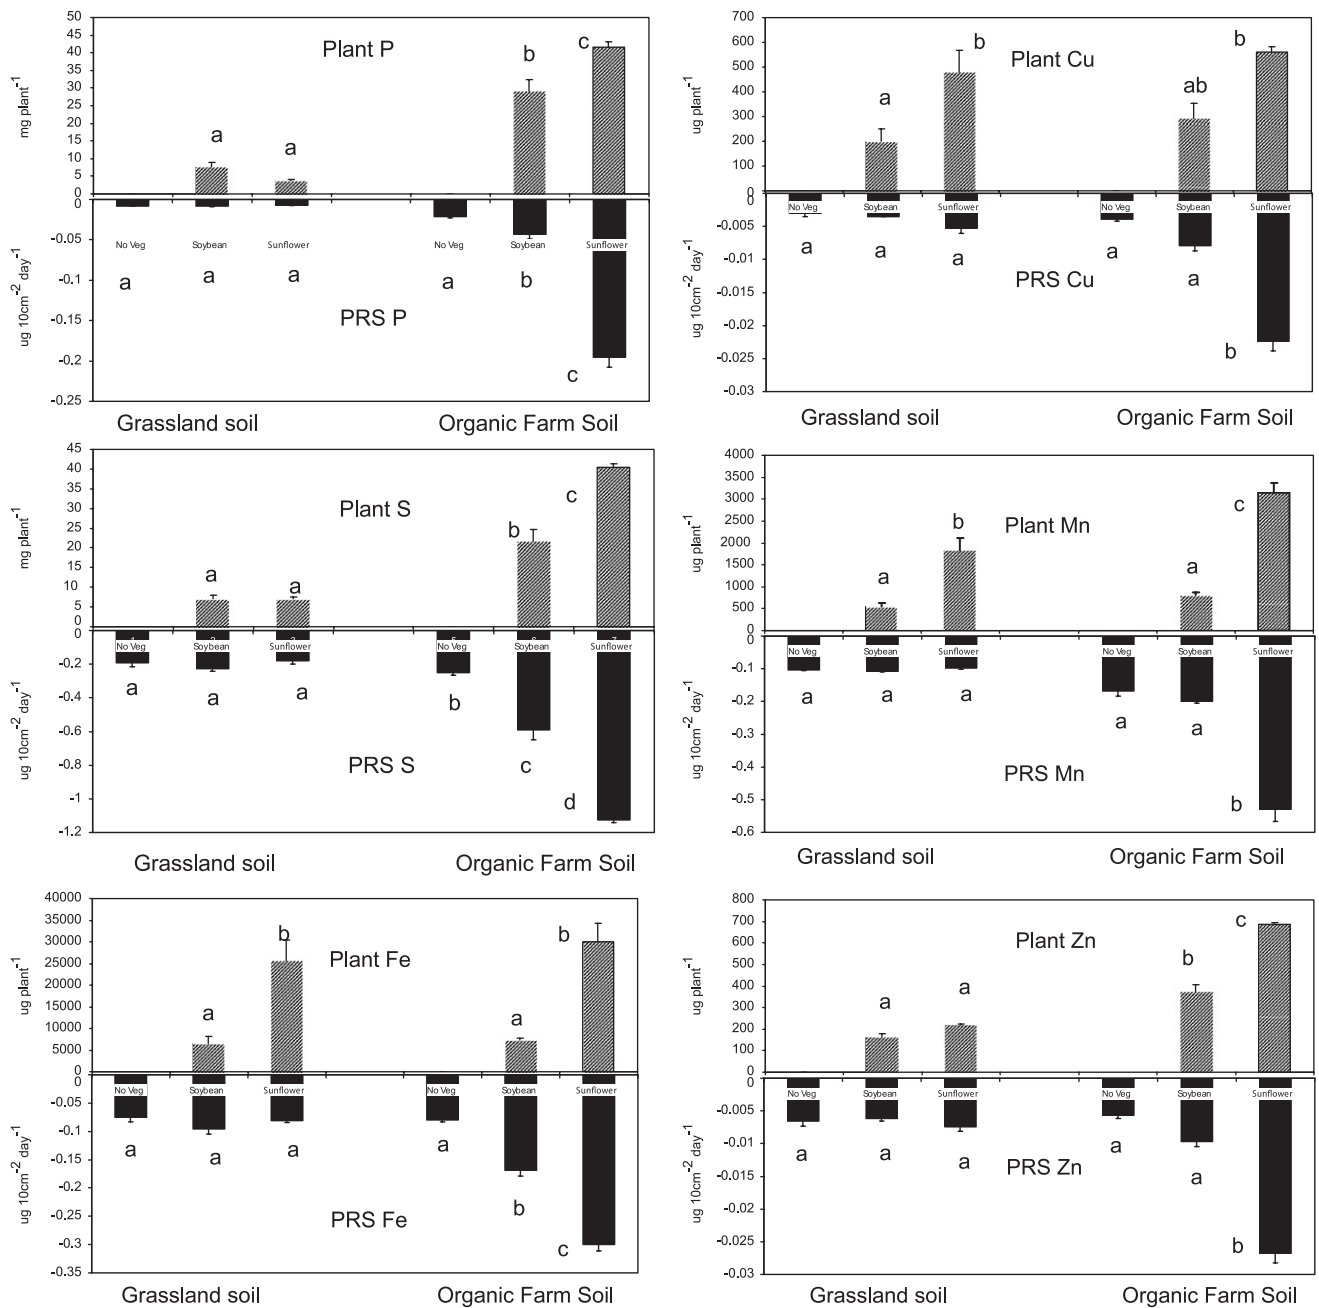 50
45
40
35
30
25
20
15
10
5
0
mg plant-1
Plant P
a
a
b
c
0
-0.05
-0.1
-0.15
-0.2
-0.25
ug 10cm-2 day-1
No Veg
Soybean
Sunflower
No Veg
Soybean
Sunflower
a
a
a
a
b
c
PRS P
Grassland soil
Organic Farm Soil
700
600
500
400
300
200
100
0
ug plant-1
Plant Cu
a
b
ab
b
0
-0.005
-0.01
-0.015
-0.02
-0.025
-0.03
ug 10cm-2 day-1
No Veg
Soybean
Sunflower
No Veg
Soybean
Sunflower
a
a
a
a
a
b
PRS Cu
Grassland soil
Organic Farm Soil
45
40
35
30
25
20
15
10
5
0
mg plant-1
Plant S
a
a
b
c
0
-0.2
-0.4
-0.6
-0.8
-1
-1.2
ug 10cm-2 day-1
1
2
3
5
6
7
No Veg
Soybean
Sunflower
No Veg
Soybean
Sunflower
a
a
a
b
c
d
PRS S
Grassland soil
Organic Farm Soil
4000
3500
3000
2500
2000
1500
1000
500
0
ug plant-1
Plant Mn
a
b
a
c
0
-0.1
-0.2
-0.3
-0.4
-0.5
-0.6
ug 10cm-2 day-1
No Veg
Soybean
Sunflower
No Veg
Soybean
Sunflower
a
a
a
a
a
b
PRS Mn
Grassland soil
Organic Farm Soil
40000
35000
30000
25000
20000
15000
10000
5000
0
ug plant-1
Plant Fe
a
b
a
b
0
-0.05
-0.1
-0.15
-0.2
-0.25
-0.3
-0.35
ug 10cm-2 day-1
No Veg
Soybean
Sunflower
No Veg
Soybean
Sunflower
a
a
a
a
b
c
PRS Fe
Grassland soil
Organic Farm Soil
800
700
600
500
400
300
200
100
0
ug plant-1
Plant Zn
a
a
b
c
0
-0.005
-0.01
-0.015
-0.02
-0.025
-0.03
ug 10cm-2 day-1
No Veg
Soybean
Sunflower
No Veg
Soybean
Sunflower
a
a
a
a
a
b
PRS Zn
Grassland soil
Organic Farm Soil